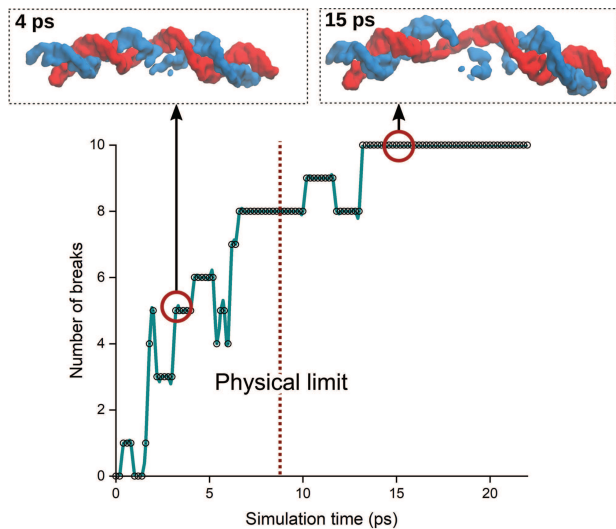 4 ps
15 ps
10
8
6
4
2
0
Number of breaks
Physical limit
0
5
10
15
20
Simulation time (ps)